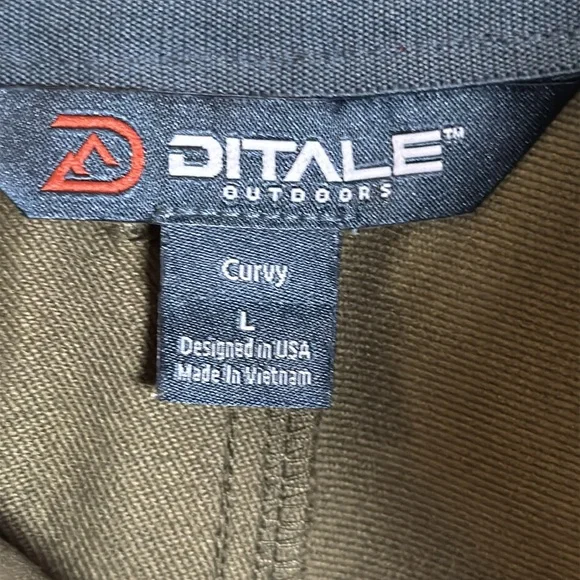 DITALE™
OUTDOORS
Curvy
L
Designed in USA
Made In Vietnam